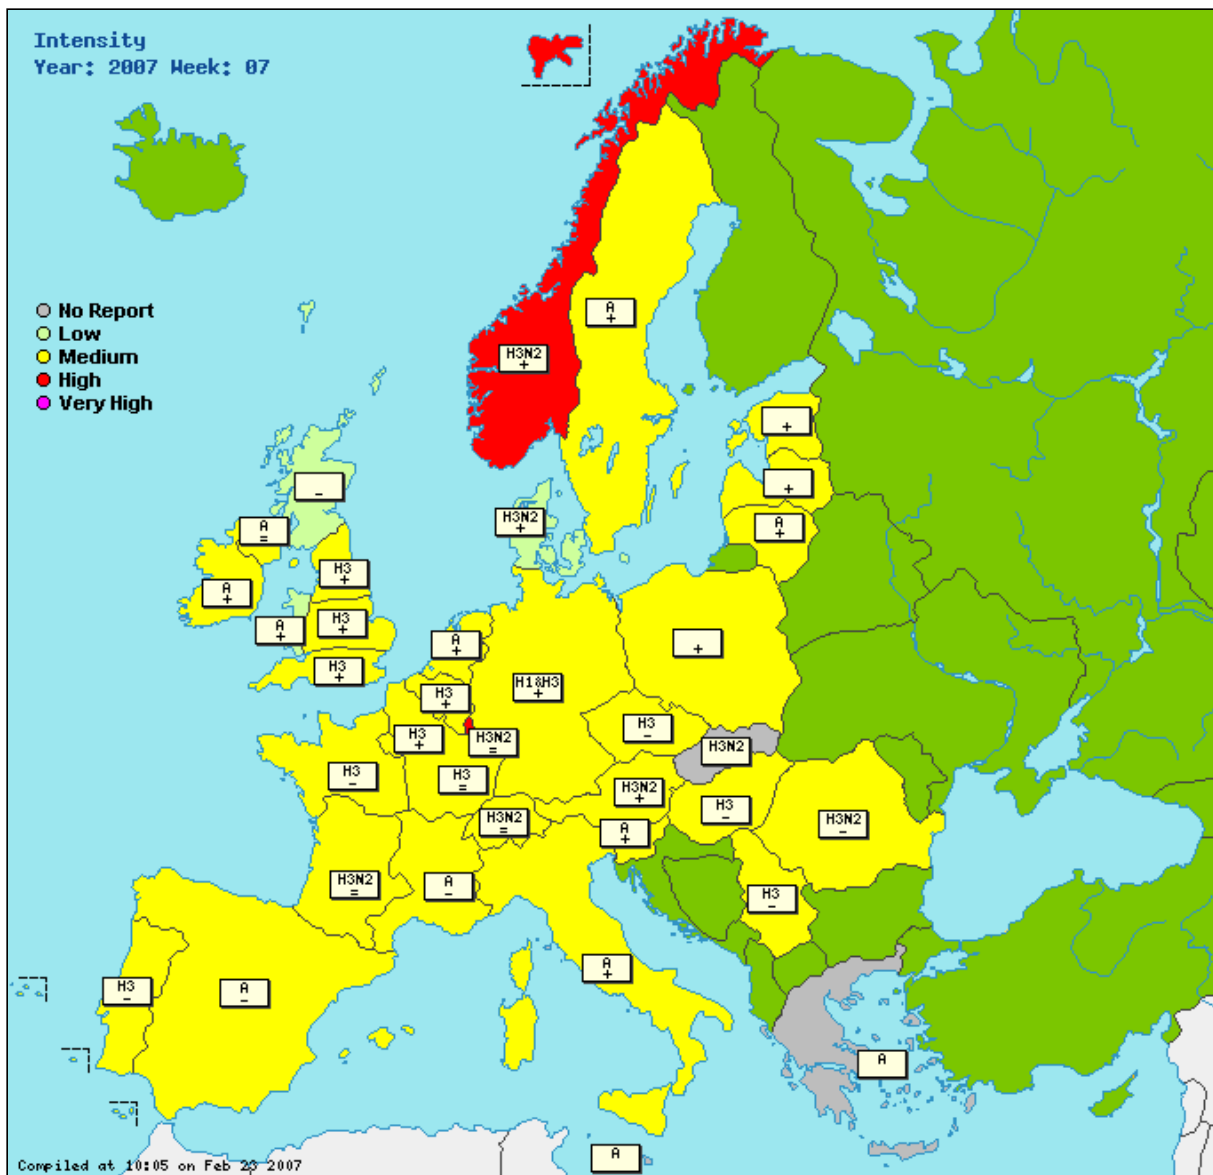 Intensity
Year: 2007 Week: 07
No Report
Low
Medium
High
Very High
A
+
H3N2
+
+
-
+
H3N2
+
A
=
A
+
H3
+
A
+
A
+
H3
+
A
+
H3
+
+
H1&H3
+
H3
+
H3
+
H3
-
H3N2
=
H3N2
H3
-
H3
=
H3N2
+
H3
-
H3N2
=
A
+
H3N2
-
H3N2
=
A
-
H3
-
A
+
H3
-
A
-
A
A
Compiled at 10:05 on Feb 23 2007